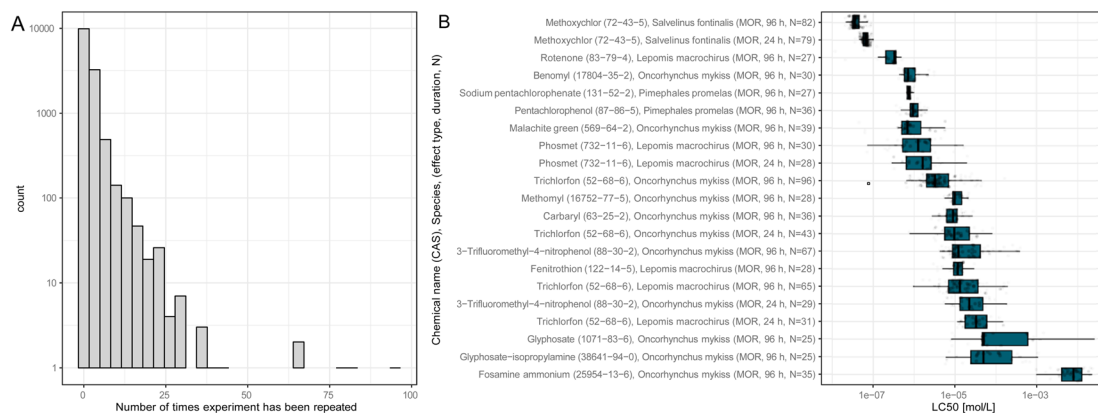 A
10000
1000
100
10
1
count
0
25
50
75
100
Number of times experiment has been repeated
B
Chemical name (CAS), Species, (effect type, duration, N)
Methoxychlor (72−43−5), Salvelinus fontinalis (MOR, 96 h, N=82)
Methoxychlor (72−43−5), Salvelinus fontinalis (MOR, 24 h, N=79)
Rotenone (83−79−4), Lepomis macrochirus (MOR, 96 h, N=27)
Benomyl (17804−35−2), Oncorhynchus mykiss (MOR, 96 h, N=30)
Sodium pentachlorophenate (131−52−2), Pimephales promelas (MOR, 96 h, N=27)
Pentachlorophenol (87−86−5), Pimephales promelas (MOR, 96 h, N=36)
Malachite green (569−64−2), Oncorhynchus mykiss (MOR, 96 h, N=39)
Phosmet (732−11−6), Lepomis macrochirus (MOR, 96 h, N=30)
Phosmet (732−11−6), Lepomis macrochirus (MOR, 24 h, N=28)
Trichlorfon (52−68−6), Oncorhynchus mykiss (MOR, 96 h, N=96)
Methomyl (16752−77−5), Oncorhynchus mykiss (MOR, 96 h, N=28)
Carbaryl (63−25−2), Oncorhynchus mykiss (MOR, 96 h, N=36)
Trichlorfon (52−68−6), Oncorhynchus mykiss (MOR, 24 h, N=43)
3−Trifluoromethyl−4−nitrophenol (88−30−2), Oncorhynchus mykiss (MOR, 96 h, N=67)
Fenitrothion (122−14−5), Lepomis macrochirus (MOR, 96 h, N=28)
Trichlorfon (52−68−6), Lepomis macrochirus (MOR, 96 h, N=65)
3−Trifluoromethyl−4−nitrophenol (88−30−2), Oncorhynchus mykiss (MOR, 24 h, N=29)
Trichlorfon (52−68−6), Lepomis macrochirus (MOR, 24 h, N=31)
Glyphosate (1071−83−6), Oncorhynchus mykiss (MOR, 96 h, N=25)
Glyphosate−isopropylamine (38641−94−0), Oncorhynchus mykiss (MOR, 96 h, N=25)
Fosamine ammonium (25954−13−6), Oncorhynchus mykiss (MOR, 96 h, N=35)
1e−07
1e−05
1e−03
LC50 [mol/L]